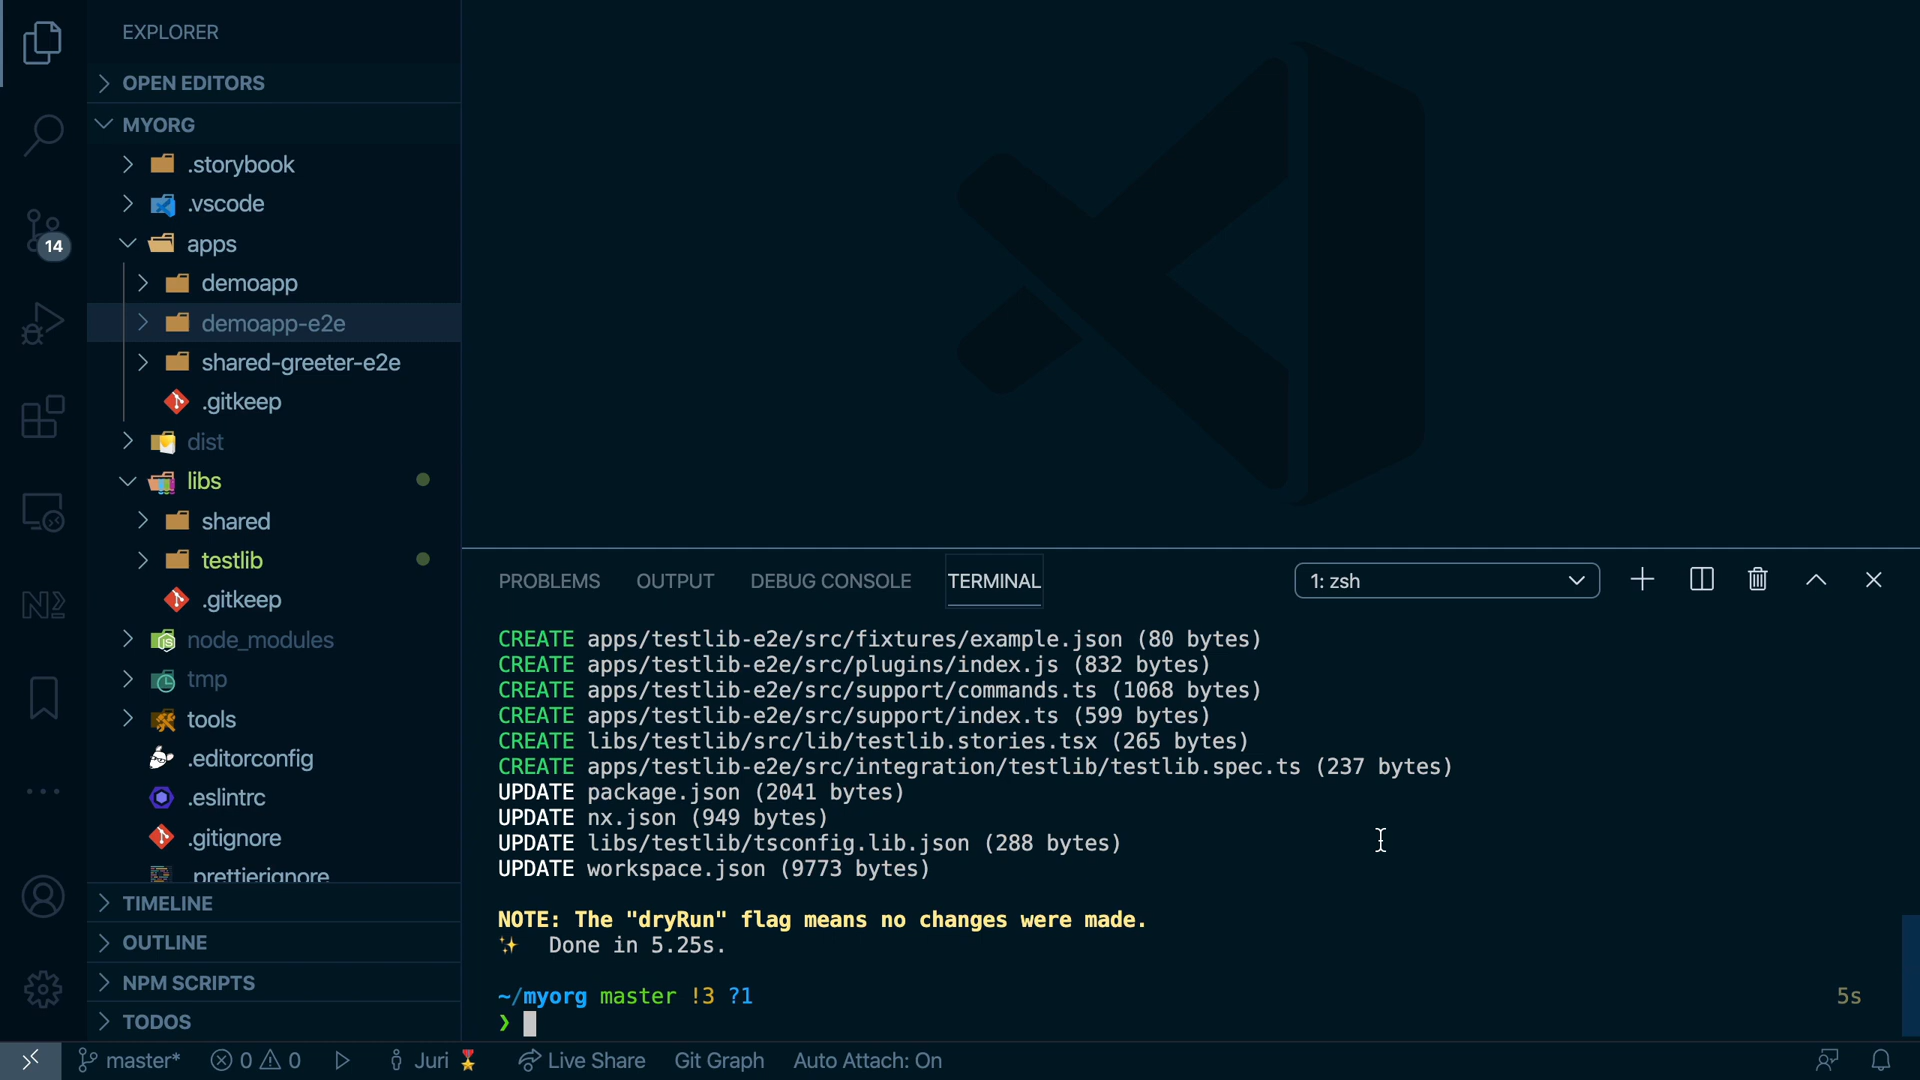 EXPLORER
OPEN EDITORS
MYORG
.storybook
.vscode
apps
14
demoapp
demoapp-e2e
shared-greeter-e2e
.gitkeep
dist
libs
shared
testlib
.gitkeep
node_modules
tmp
tools
.editorconfig
.eslintrc
.gitignore
.prettierignore
TIMELINE
OUTLINE
NPM SCRIPTS
TODOS
PROBLEMS OUTPUT DEBUG CONSOLE TERMINAL 1: zsh
CREATE apps/testlib-e2e/src/fixtures/example.json (80 bytes)
CREATE apps/testlib-e2e/src/plugins/index.js (832 bytes)
CREATE apps/testlib-e2e/src/support/commands.ts (1068 bytes)
CREATE apps/testlib-e2e/src/support/index.ts (599 bytes)
CREATE libs/testlib/src/lib/testlib.stories.tsx (265 bytes)
CREATE apps/testlib-e2e/src/integration/testlib/testlib.spec.ts (237 bytes)
UPDATE package.json (2041 bytes)
UPDATE nx.json (949 bytes)
UPDATE libs/testlib/tsconfig.lib.json (288 bytes)
UPDATE workspace.json (9773 bytes)
NOTE: The "dryRun" flag means no changes were made.
✨ Done in 5.25s.
~/myorg master !3 ?1 5s
❯
master* 0 0 Juri Live Share Git Graph Auto Attach: On